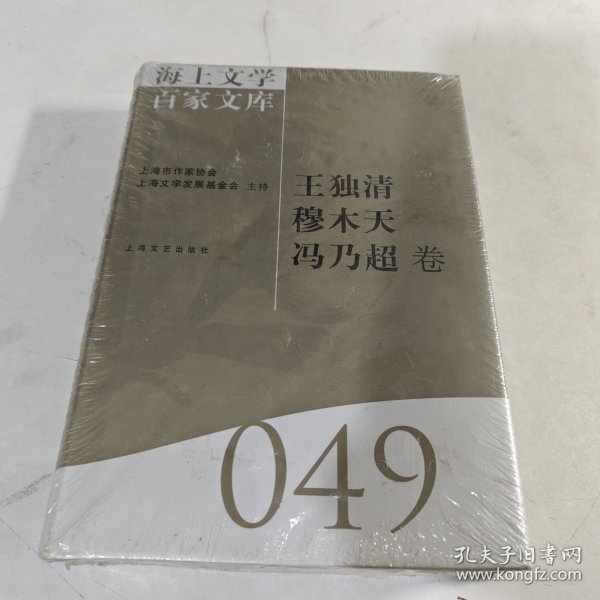 海上文学
百家文库
上海市作家协会
上海文学发展基金会 主持
上海文艺出版社
王独清
穆木天
冯乃超 卷
049
孔夫子旧书网
www.kongfz.com